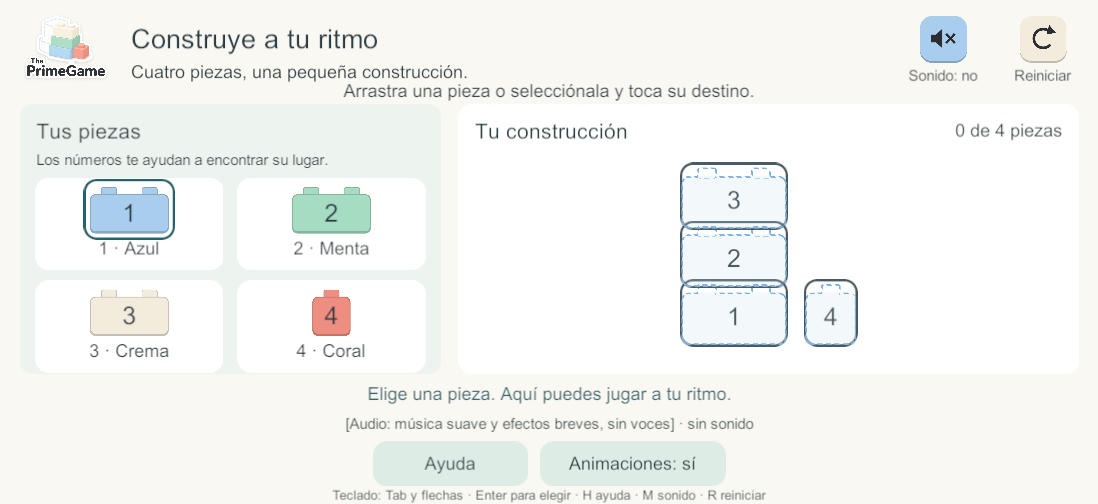 The
PrimeGame
Construye a tu ritmo
Cuatro piezas, una pequeña construcción.
Sonido: no
Reiniciar
Arrastra una pieza o selecciónala y toca su destino.
Tus piezas
Los números te ayudan a encontrar su lugar.
1
1 · Azul
2
2 · Menta
3
3 · Crema
4
4 · Coral
Tu construcción
0 de 4 piezas
3
2
1
4
Elige una pieza. Aquí puedes jugar a tu ritmo.
[Audio: música suave y efectos breves, sin voces] · sin sonido
Ayuda
Animaciones: sí
Teclado: Tab y flechas · Enter para elegir · H ayuda · M sonido · R reiniciar